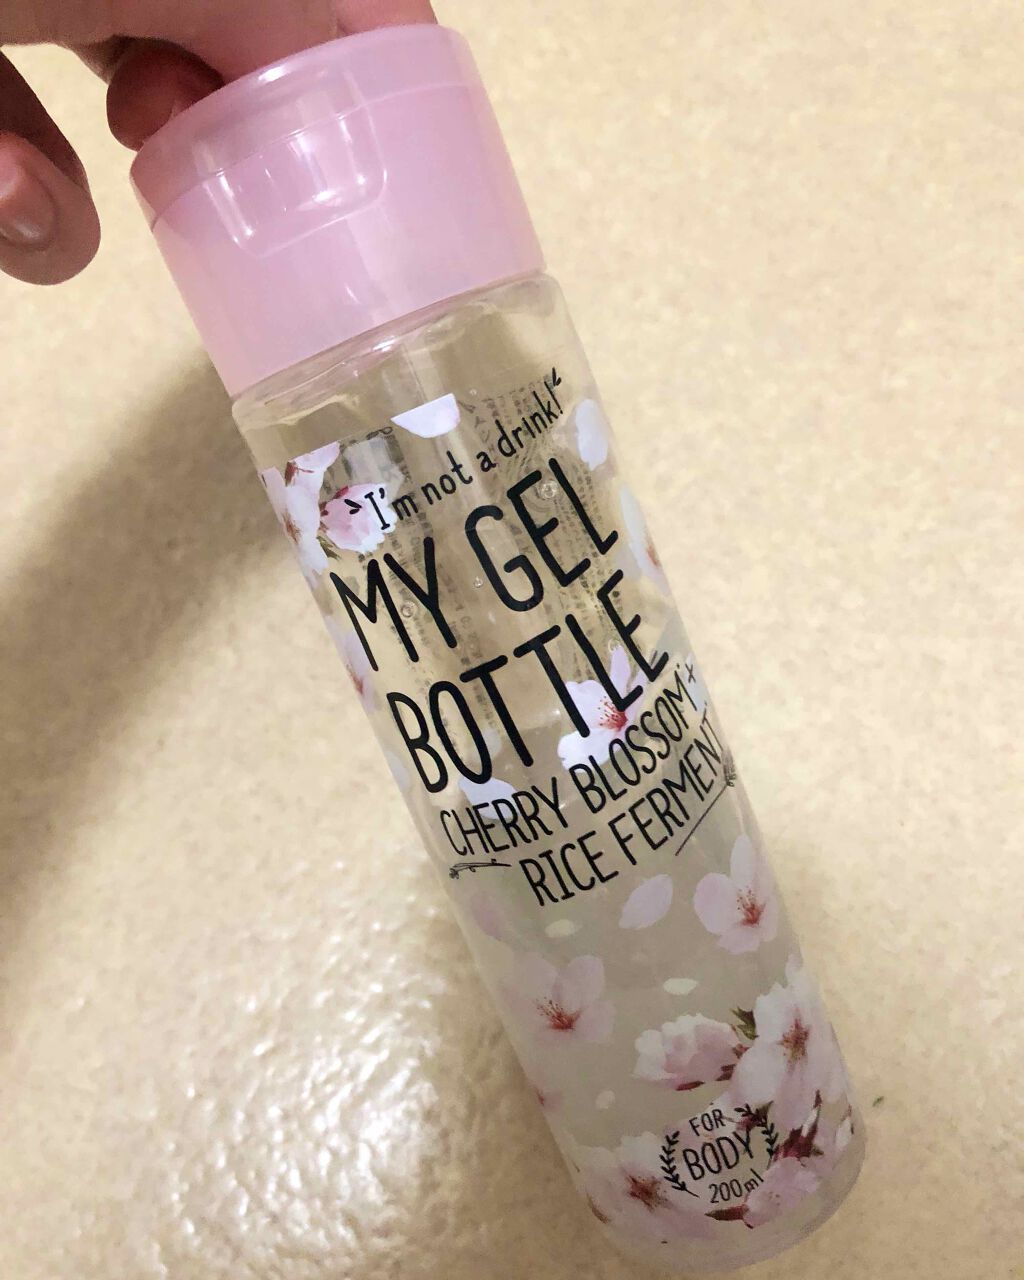 I'm not a drink!
MY GEL
BOTTLE
CHERRY BLOSSOM+
RICE FERMENT
FOR
BODY
200ml